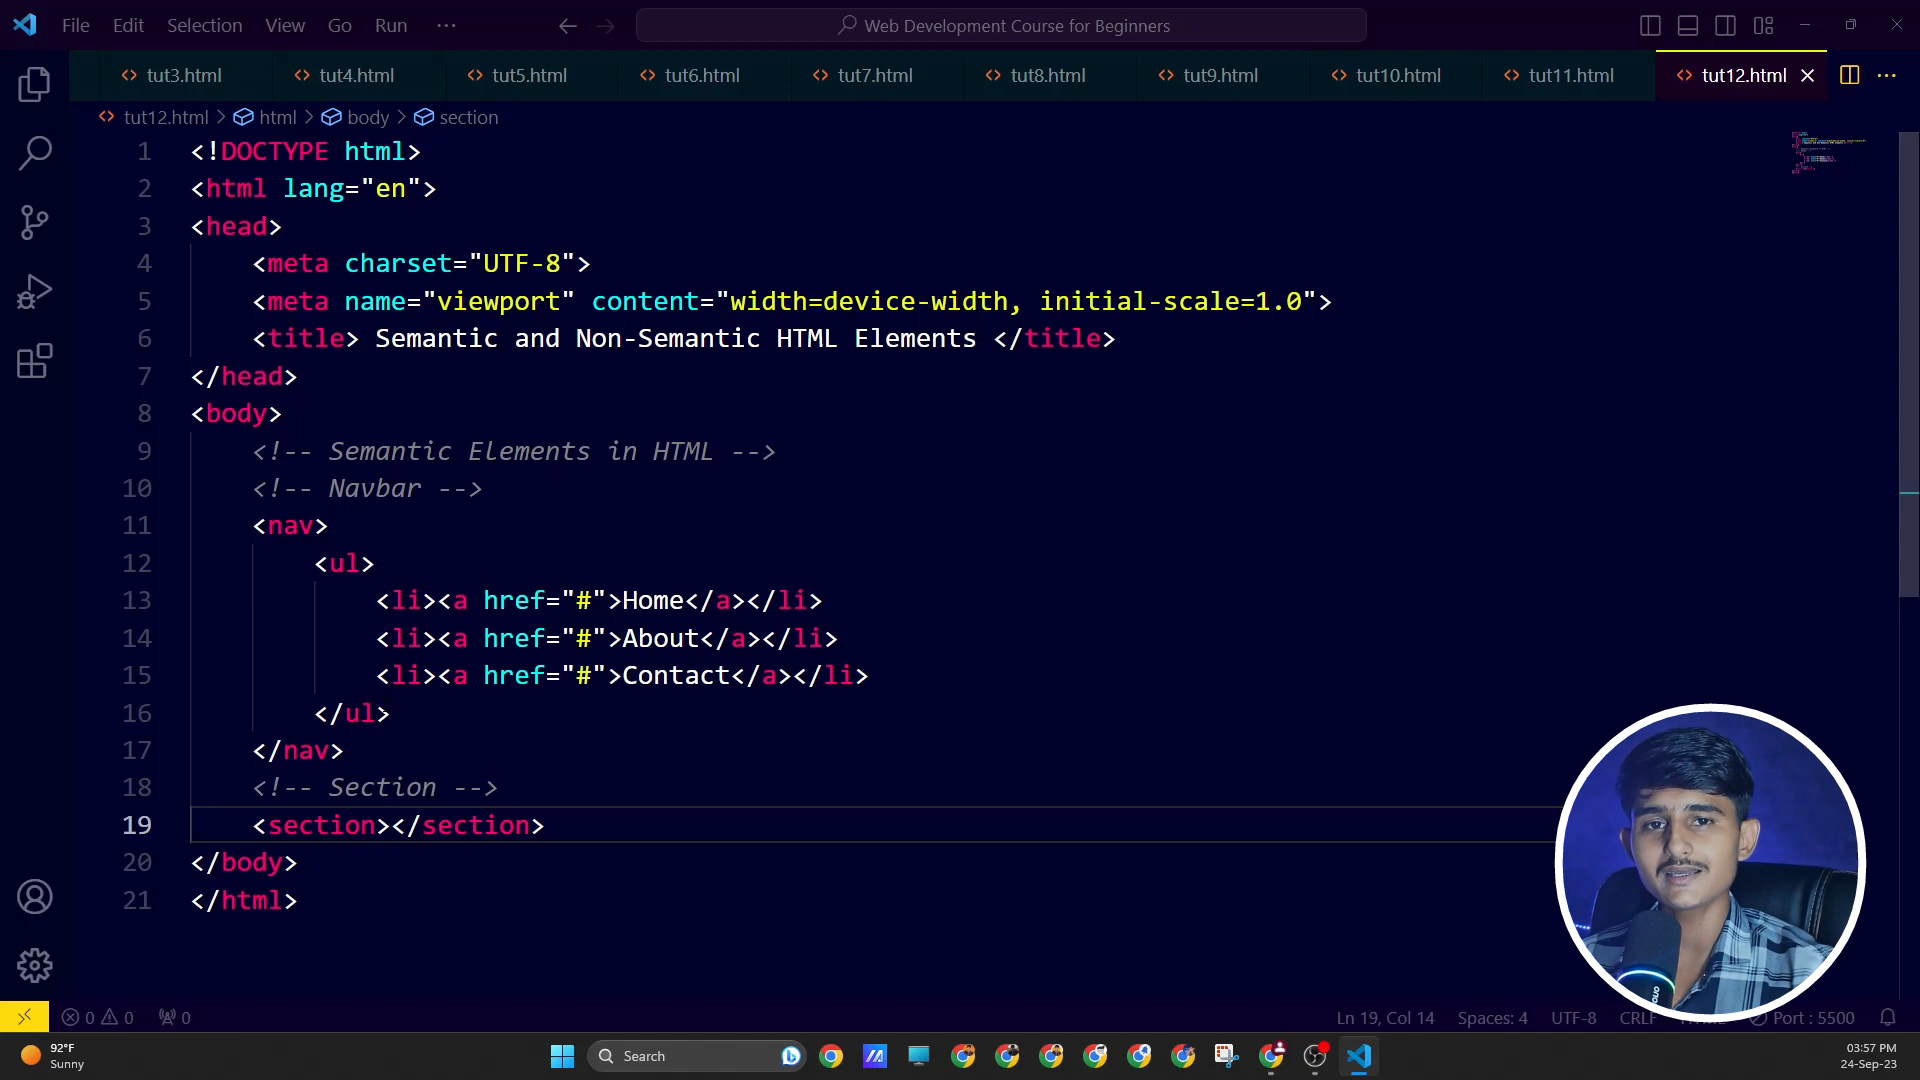 File Edit Selection View Go Run ··· Web Development Course for Beginners
tut3.html tut4.html tut5.html tut6.html tut7.html tut8.html tut9.html tut10.html tut11.html tut12.html
tut12.html > html > body > section
1 <!DOCTYPE html>
2 <html lang="en">
3 <head>
4 <meta charset="UTF-8">
5 <meta name="viewport" content="width=device-width, initial-scale=1.0">
6 <title> Semantic and Non-Semantic HTML Elements </title>
7 </head>
8 <body>
9 <!-- Semantic Elements in HTML -->
10 <!-- Navbar -->
11 <nav>
12 <ul>
13 <li><a href="#">Home</a></li>
14 <li><a href="#">About</a></li>
15 <li><a href="#">Contact</a></li>
16 </ul>
17 </nav>
18 <!-- Section -->
19 <section></section>
20 </body>
21 </html>
0 0 0 Ln 19, Col 14 Spaces: 4 UTF-8 CRLF Port : 5500
92°F
Sunny
Search
03:57 PM
24-Sep-23